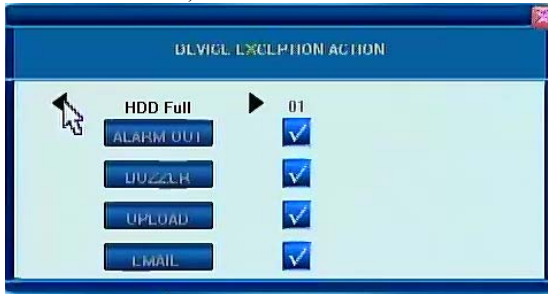 DEVICE EXCEPTION ACTION
HDD Full 01
ALARM OUT
BUZZER
UPLOAD
EMAIL